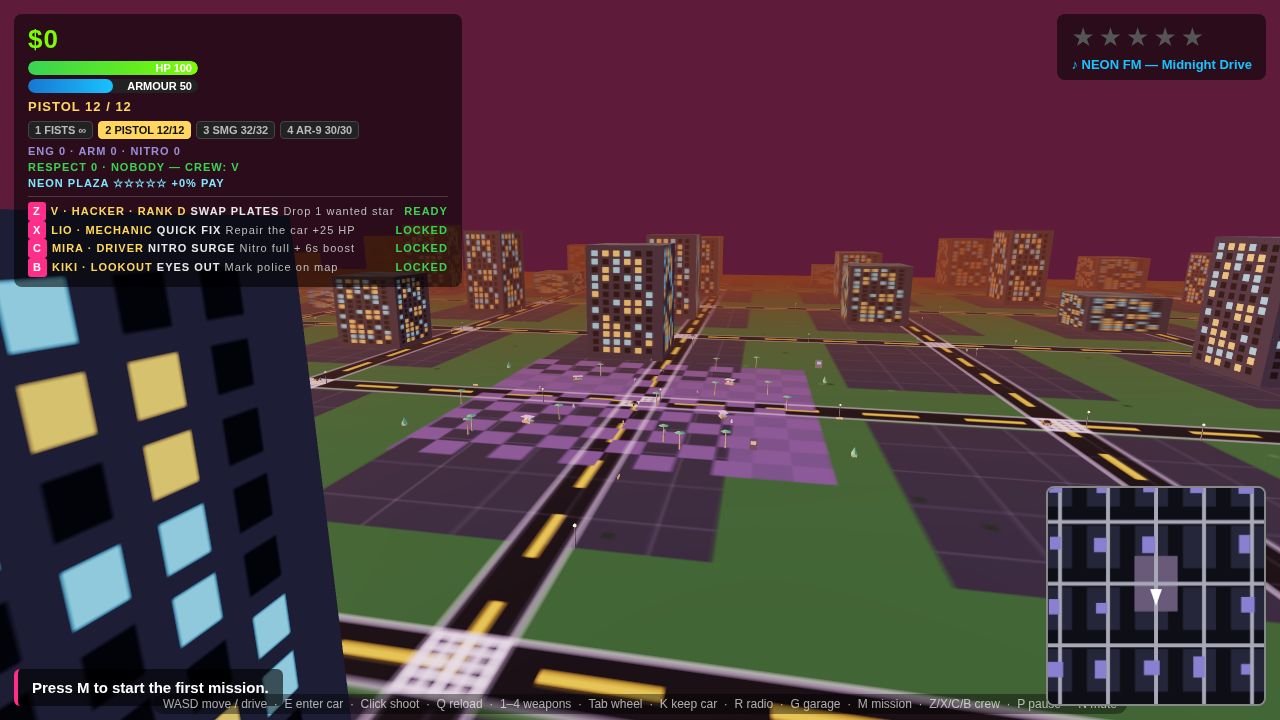 $0
HP 100
ARMOUR 50
PISTOL 12 / 12
1 FISTS ∞ 2 PISTOL 12/12 3 SMG 32/32 4 AR-9 30/30
ENG 0 · ARM 0 · NITRO 0
RESPECT 0 · NOBODY — CREW: V
NEON PLAZA ☆☆☆☆☆ +0% PAY
Z V · HACKER · RANK D SWAP PLATES Drop 1 wanted star READY
X LIO · MECHANIC QUICK FIX Repair the car +25 HP LOCKED
C MIRA · DRIVER NITRO SURGE Nitro full + 6s boost LOCKED
B KIKI · LOOKOUT EYES OUT Mark police on map LOCKED
★★★★★
♪ NEON FM — Midnight Drive
Press M to start the first mission.
WASD move / drive · E enter car · Click shoot · Q reload · 1–4 weapons · Tab wheel · K keep car · R radio · G garage · M mission · Z/X/C/B crew · P pause